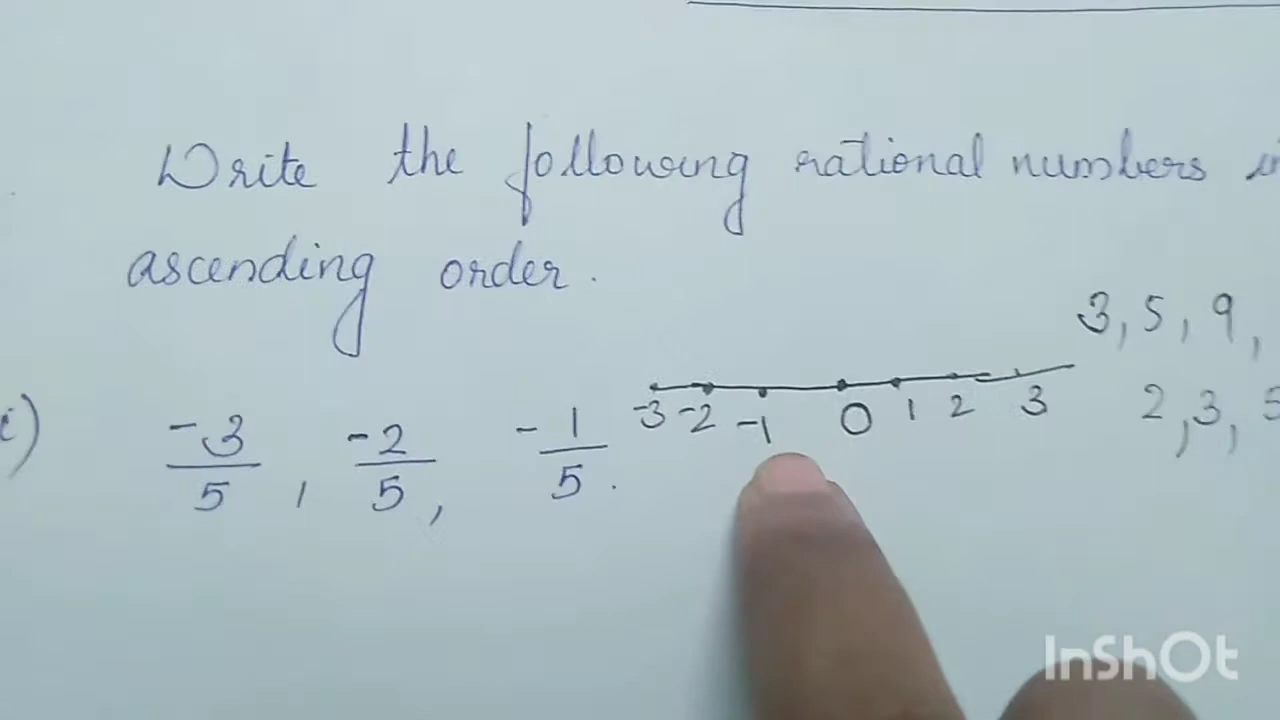 Write the following rational numbers in
ascending order.
3, 5, 9,
2, 3, 5
i) -3/5, -2/5, -1/5.
-3 -2 -1 0 1 2 3
InShOt